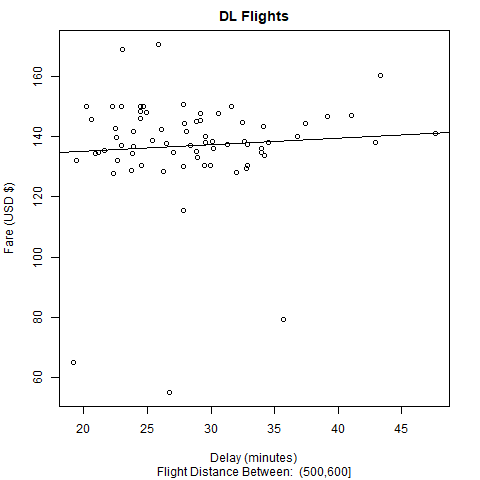 DL Flights
Fare (USD $)
160
140
120
100
80
60
20 25 30 35 40 45
Delay (minutes)
Flight Distance Between: (500,600]